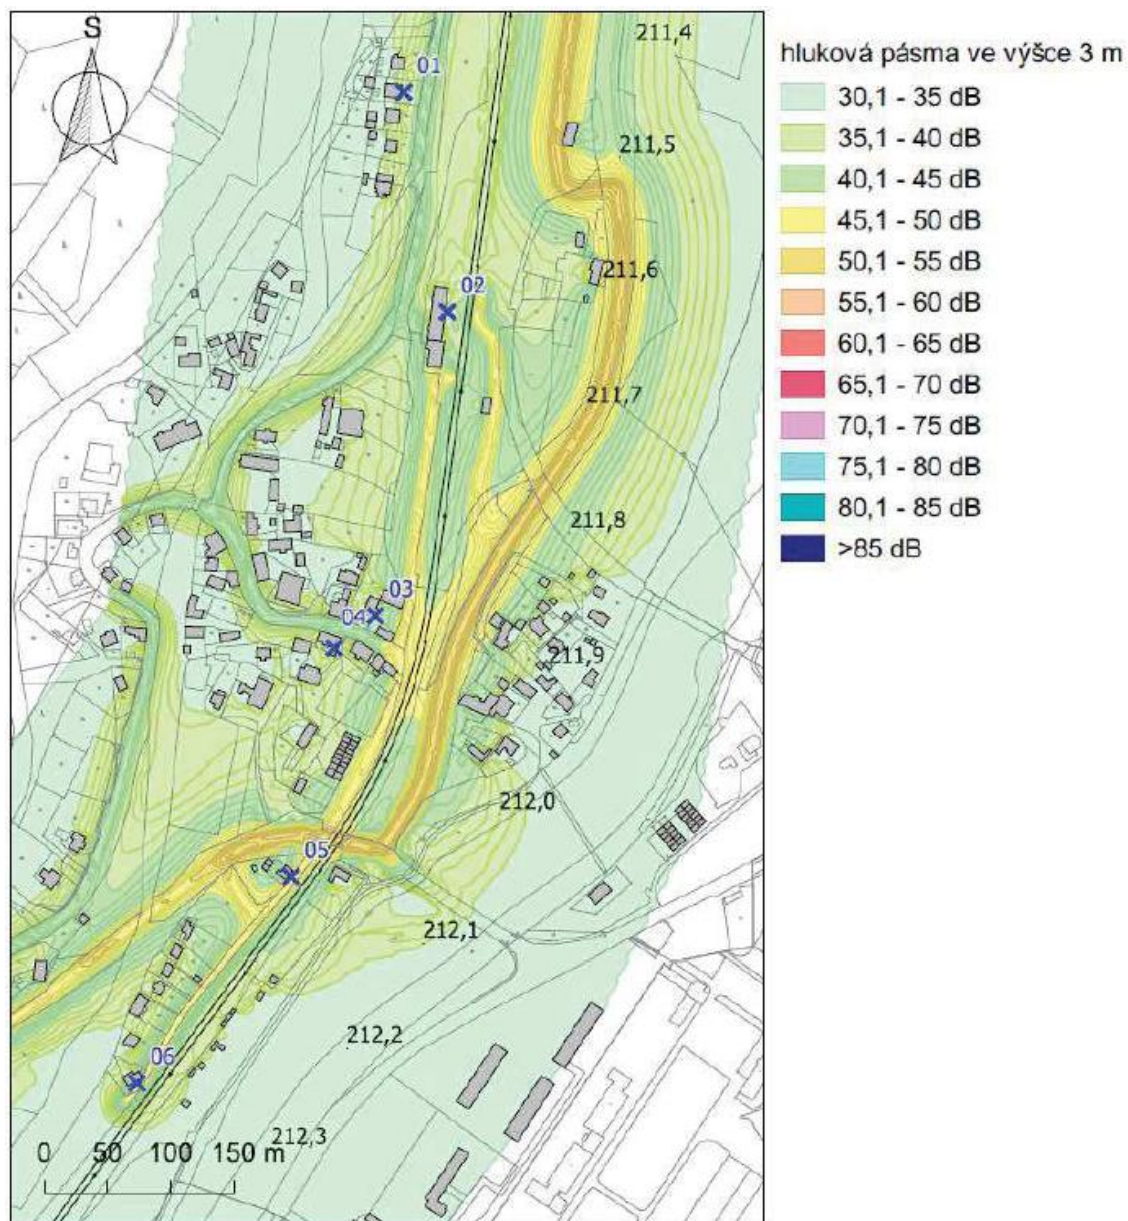 S
hluková pásma ve výšce 3 m
30,1 - 35 dB
35,1 - 40 dB
40,1 - 45 dB
45,1 - 50 dB
50,1 - 55 dB
55,1 - 60 dB
60,1 - 65 dB
65,1 - 70 dB
70,1 - 75 dB
75,1 - 80 dB
80,1 - 85 dB
>85 dB
211,4
01
211,5
211,6
02
211,7
211,8
03
04
211,9
212,0
05
212,1
212,2
06
212,3
0 50 100 150 m